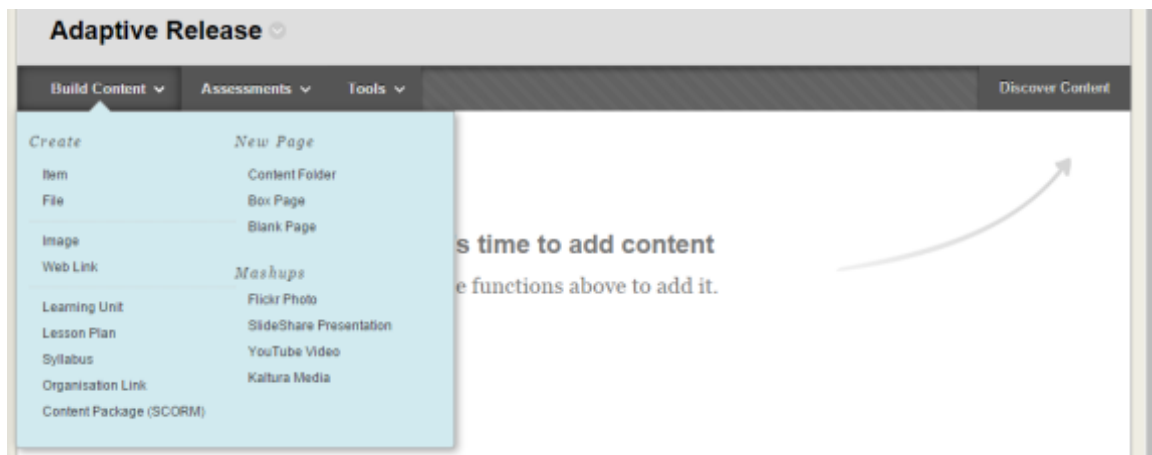 Adaptive Release
Build Content
Assessments
Tools
Discover Content
Create
Item
File
Image
Web Link
Learning Unit
Lesson Plan
Syllabus
Organisation Link
Content Package (SCORM)
New Page
Content Folder
Box Page
Blank Page
Mashups
Flickr Photo
SlideShare Presentation
YouTube Video
Kaltura Media
s time to add content
e functions above to add it.